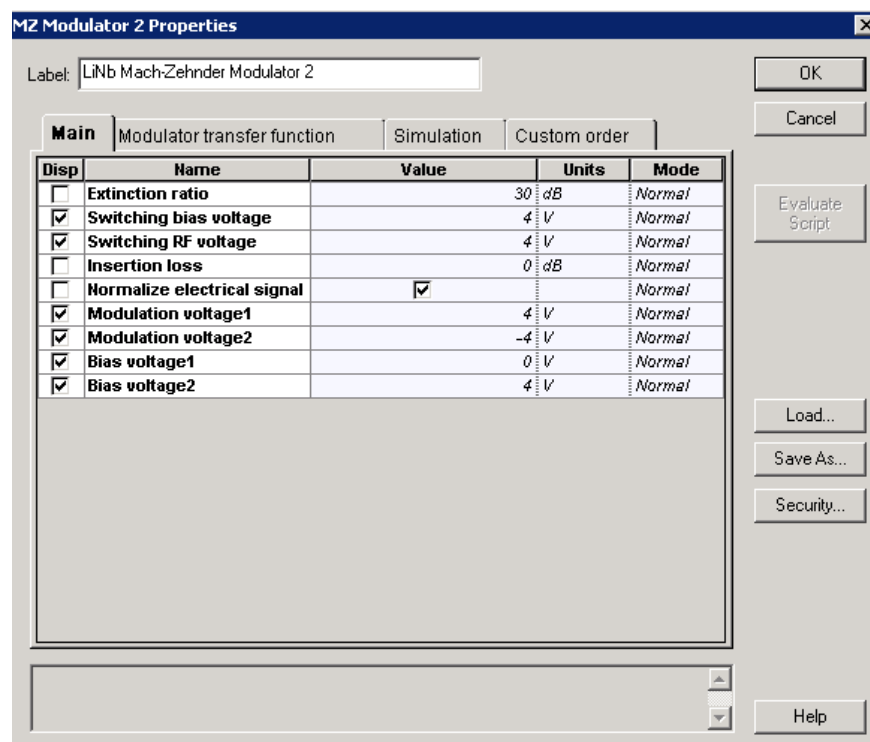 MZ Modulator 2 Properties
Label: LiNb Mach-Zehnder Modulator 2
OK
Cancel
Evaluate Script
Main Modulator transfer function Simulation Custom order
Disp Name Value Units Mode
Extinction ratio 30 dB Normal
Switching bias voltage 4 V Normal
Switching RF voltage 4 V Normal
Insertion loss 0 dB Normal
Normalize electrical signal Normal
Modulation voltage1 4 V Normal
Modulation voltage2 -4 V Normal
Bias voltage1 0 V Normal
Bias voltage2 4 V Normal
Load...
Save As...
Security...
Help